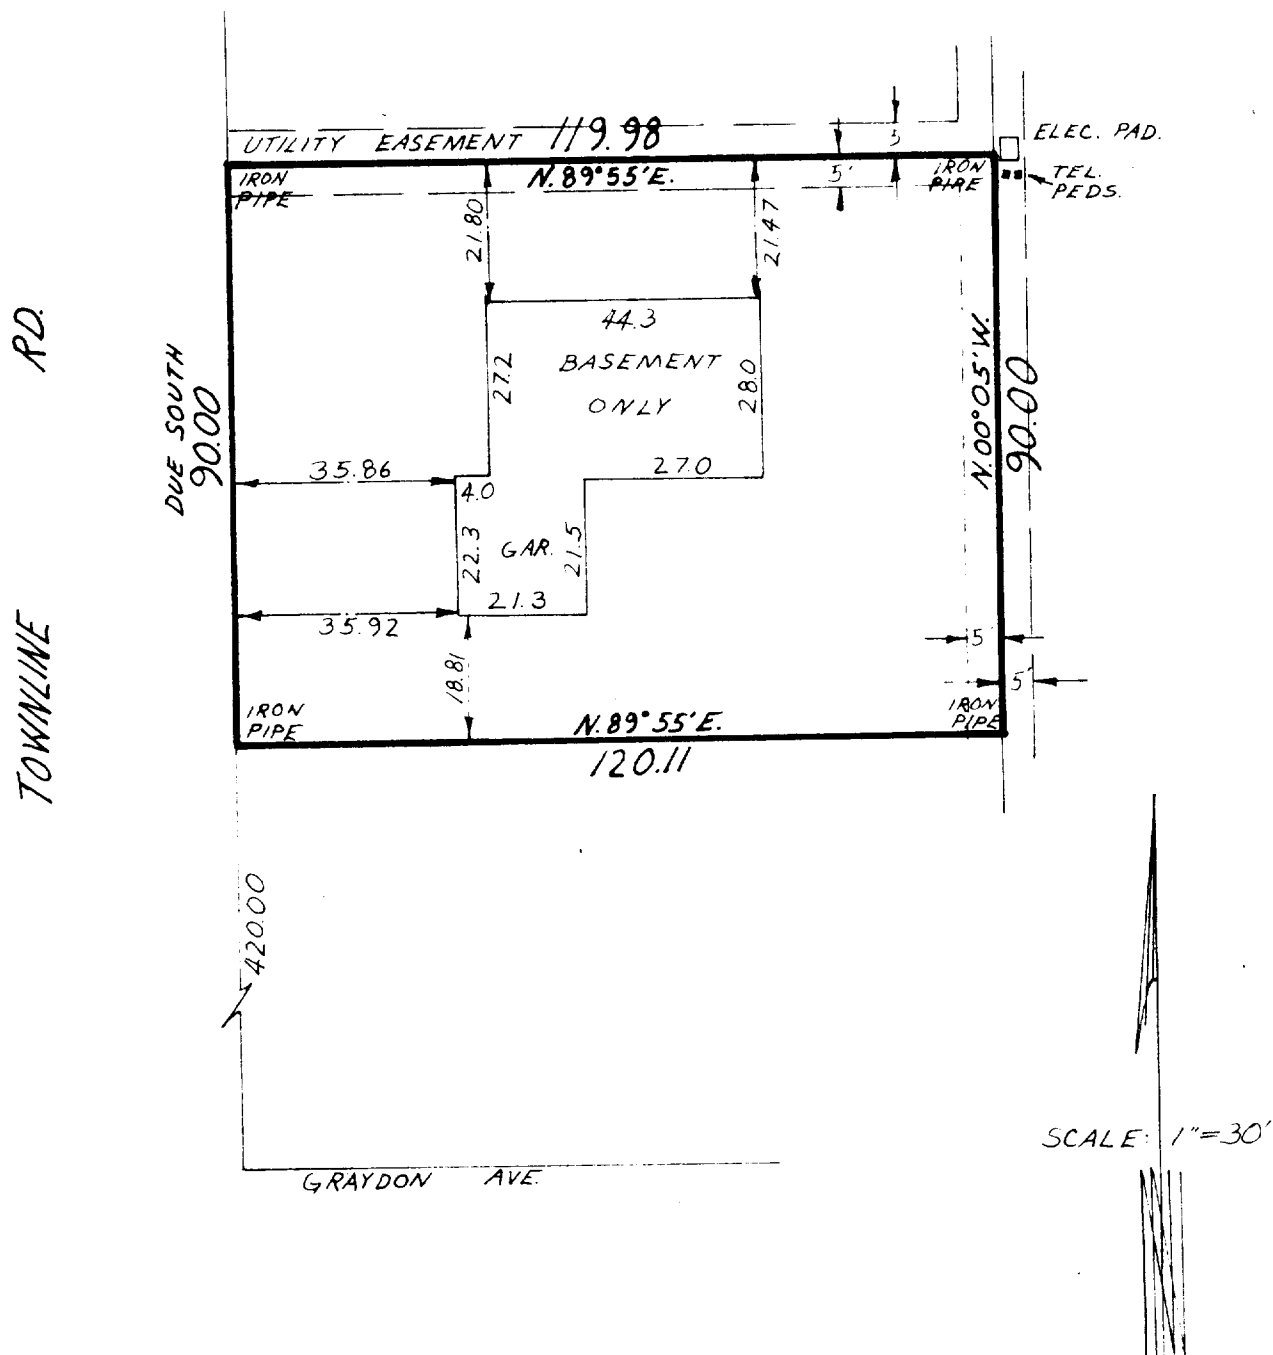 UTILITY EASEMENT 119.98
5
ELEC. PAD.
IRON PIPE
N. 89°55'E.
5'
IRON PIPE
TEL. PEDS.
21.80
21.47
44.3
BASEMENT
ONLY
27.2
28.0
RD.
DUE SOUTH
90.00
N.00°05'W.
90.00
35.86
4.0
27.0
22.3
GAR.
21.5
21.3
35.92
18.81
5
5'
TOWNLINE
IRON PIPE
N. 89°55'E.
IRON PIPE
120.11
420.00
SCALE: 1"=30'
GRAYDON AVE.